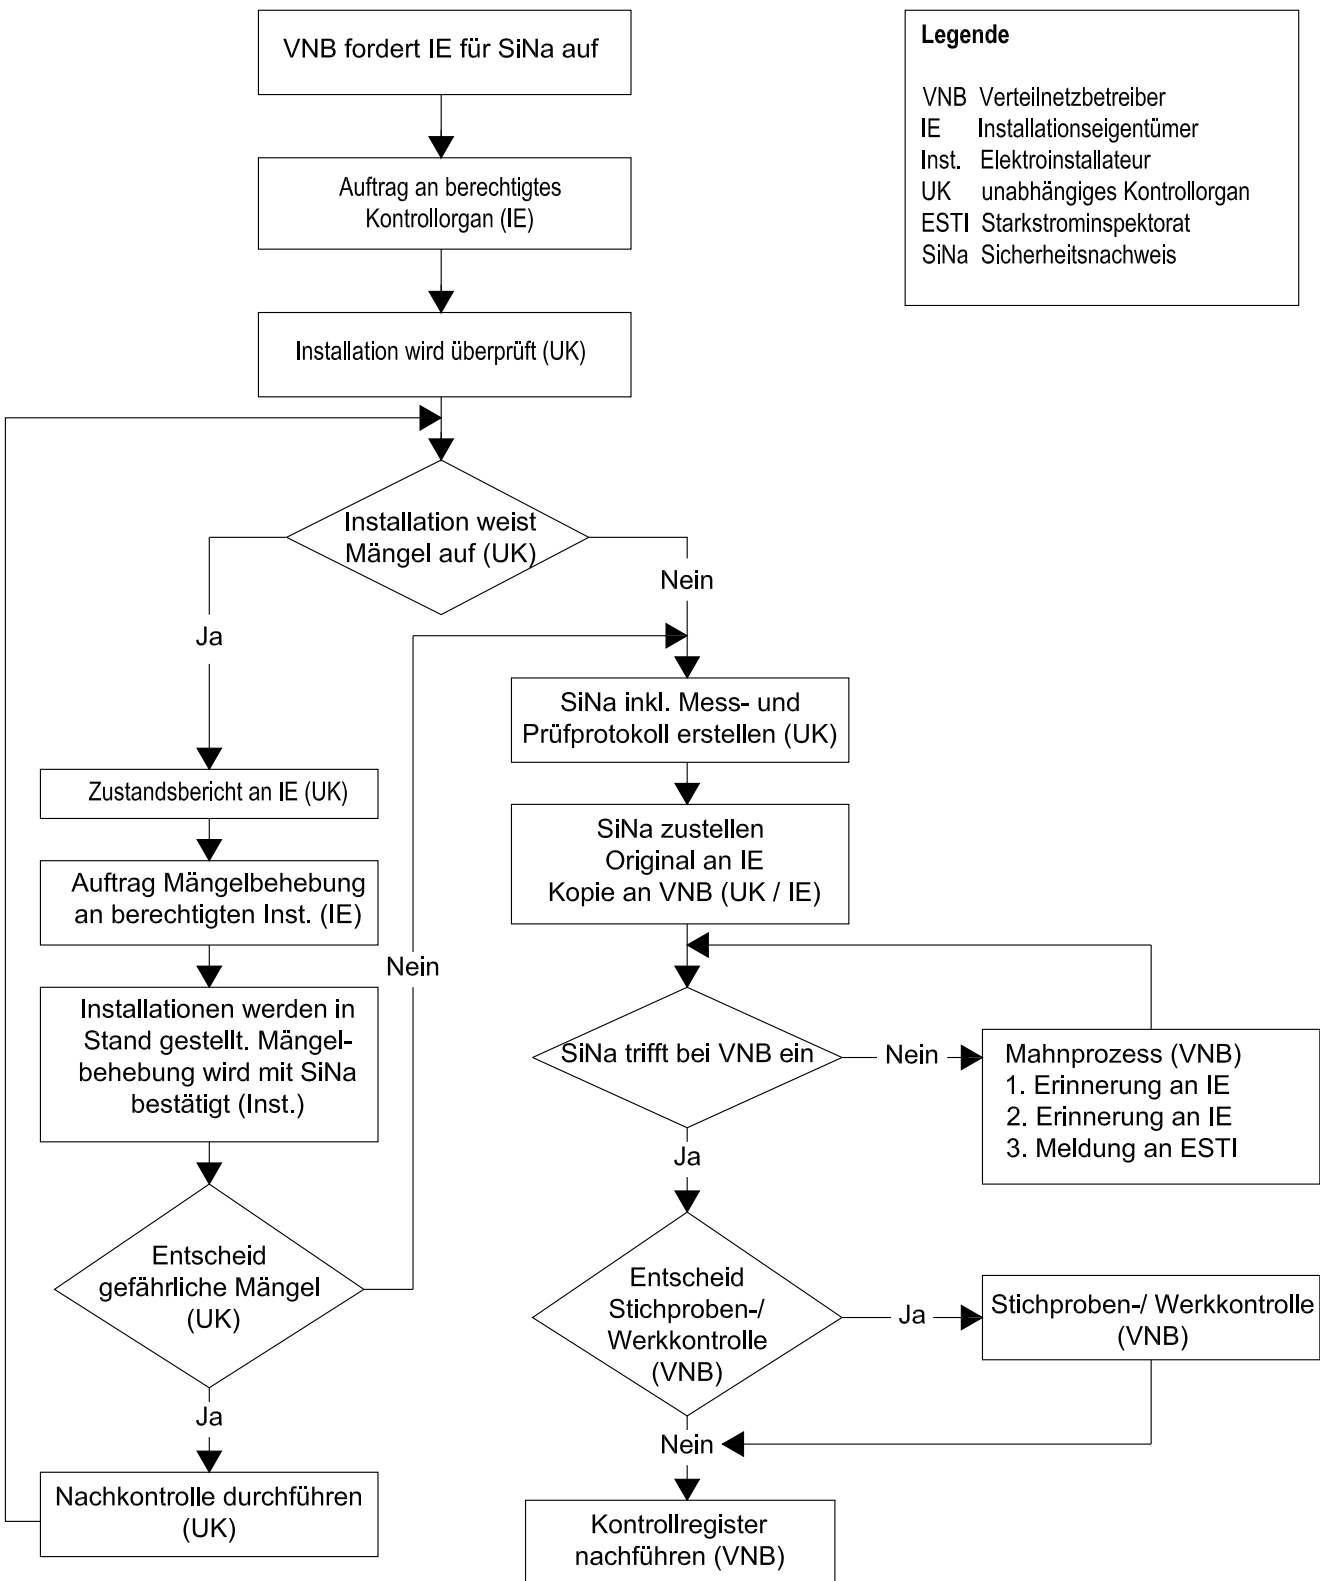 VNB fordert IE für SiNa auf
Legende
VNB Verteilnetzbetreiber
IE Installationseigentümer
Inst. Elektroinstallateur
UK unabhängiges Kontrollorgan
ESTI Starkstrominspektorat
SiNa Sicherheitsnachweis
Auftrag an berechtigtes
Kontrollorgan (IE)
Installation wird überprüft (UK)
Installation weist
Mängel auf (UK)
Ja
Nein
Zustandsbericht an IE (UK)
Auftrag Mängelbehebung
an berechtigten Inst. (IE)
Installationen werden in
Stand gestellt. Mängel-
behebung wird mit SiNa
bestätigt (Inst.)
Entscheid
gefährliche Mängel
(UK)
Nein
Ja
Nachkontrolle durchführen
(UK)
SiNa inkl. Mess- und
Prüfprotokoll erstellen (UK)
SiNa zustellen
Original an IE
Kopie an VNB (UK / IE)
SiNa trifft bei VNB ein
Nein
Mahnprozess (VNB)
1. Erinnerung an IE
2. Erinnerung an IE
3. Meldung an ESTI
Ja
Entscheid
Stichproben-/
Werkkontrolle
(VNB)
Ja
Stichproben-/ Werkkontrolle
(VNB)
Nein
Kontrollregister
nachführen (VNB)